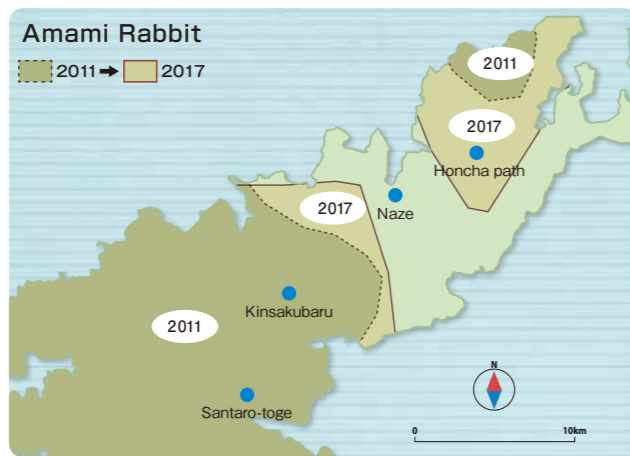 Amami Rabbit
2011 → 2017
2011
2017
Honcha path
2017
Naze
Kinsakubaru
2011
Santaro-toge
N
0 10km